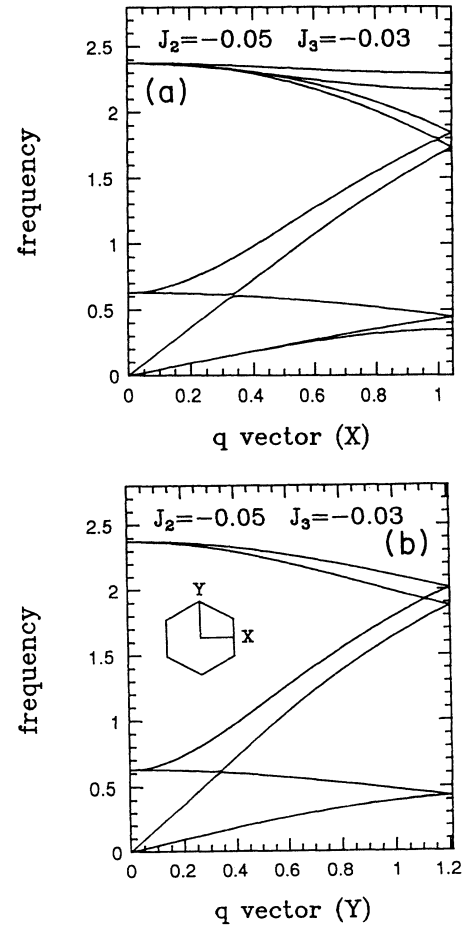 J₂=−0.05 J₃=−0.03
(a)
frequency
2.5
2
1.5
1
0.5
0
0 0.2 0.4 0.6 0.8 1
q vector (X)
J₂=−0.05 J₃=−0.03
(b)
Y
X
frequency
2.5
2
1.5
1
0.5
0
0 0.2 0.4 0.6 0.8 1 1.2
q vector (Y)